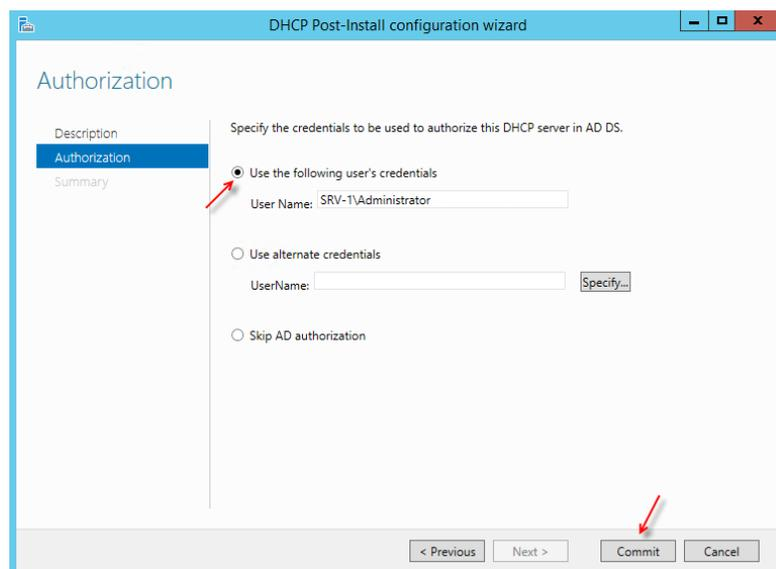 DHCP Post-Install configuration wizard
Authorization
Description
Authorization
Summary
Specify the credentials to be used to authorize this DHCP server in AD DS.
Use the following user's credentials
User Name: SRV-1\Administrator
Use alternate credentials
UserName:
Specify...
Skip AD authorization
< Previous
Next >
Commit
Cancel